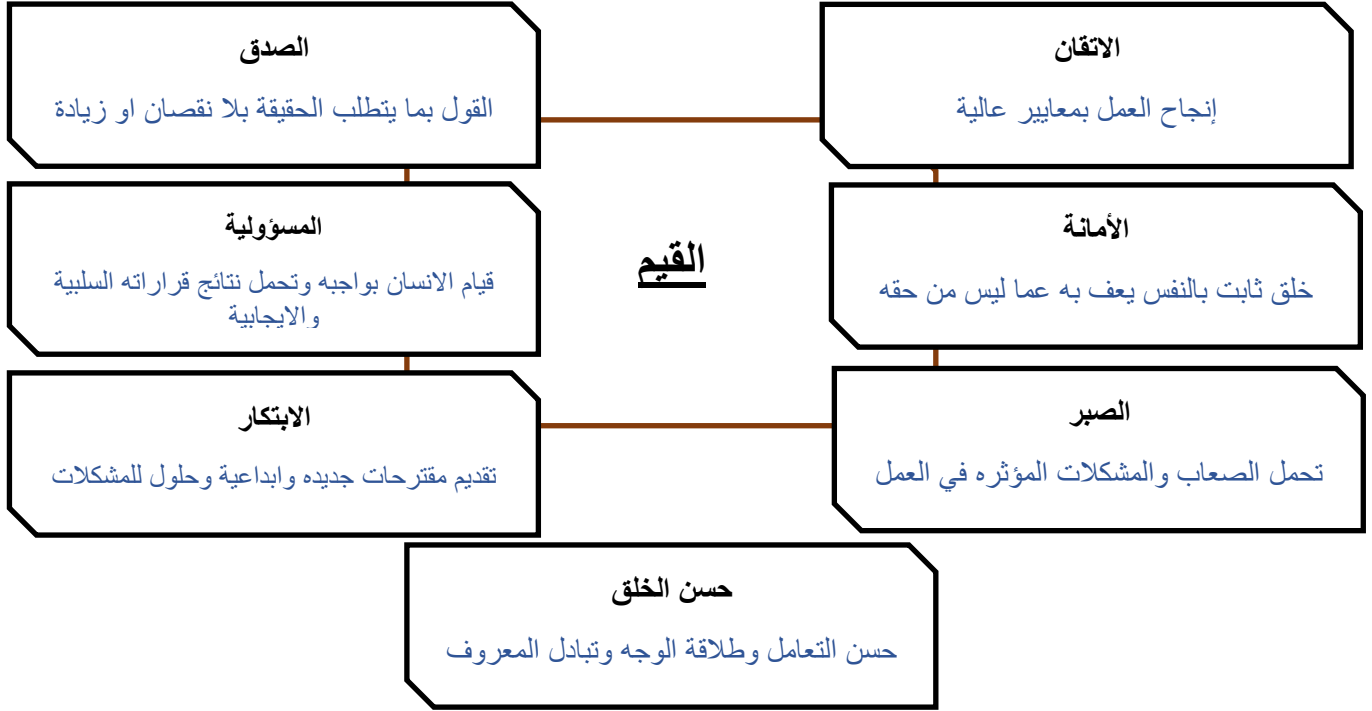 الاتقان
إنجاح العمل بمعايير عالية
الصدق
القول بما يتطلب الحقيقة بلا نقصان او زيادة
القيم
الأمانة
خلق ثابت بالنفس يعف به عما ليس من حقه
المسؤولية
قيام الانسان بواجبه وتحمل نتائج قراراته السلبية
والايجابية
الصبر
تحمل الصعاب والمشكلات المؤثره في العمل
الابتكار
تقديم مقترحات جديده وابداعية وحلول للمشكلات
حسن الخلق
حسن التعامل وطلاقة الوجه وتبادل المعروف